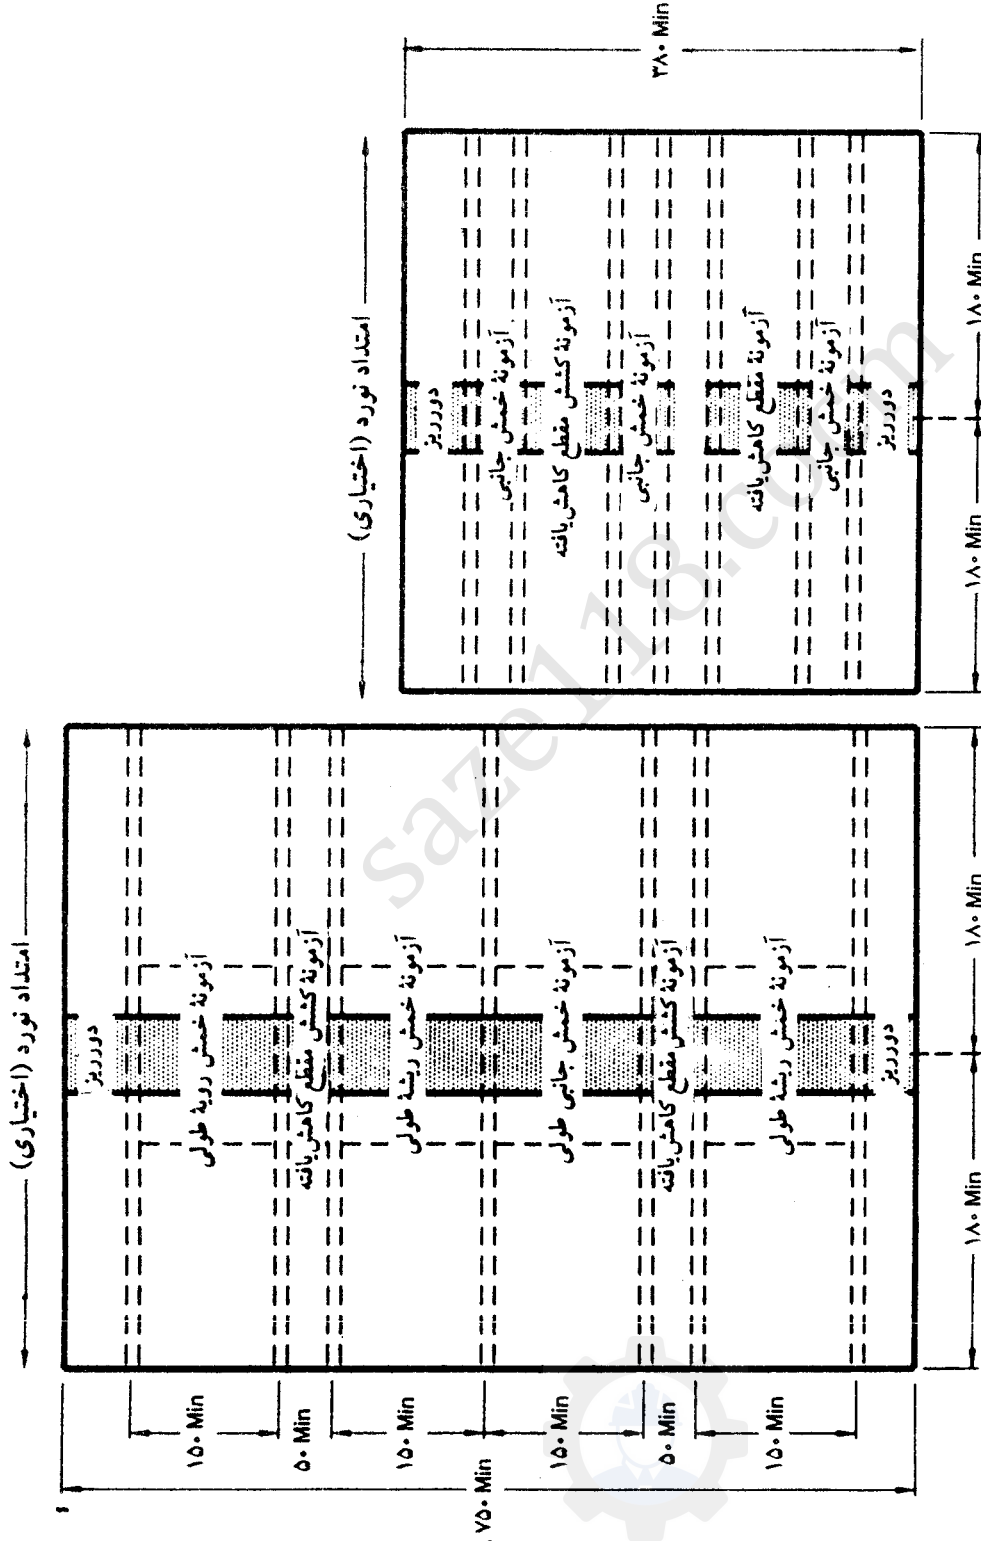 امتداد نورد (اختیاری)
دورریز
آزمونهٔ خمش رویهٔ طولی
آزمونهٔ کشش مقطع کاهش‌یافته
آزمونهٔ خمش ریشهٔ طولی
آزمونهٔ خمش جانبی طولی
آزمونهٔ کشش مقطع کاهش‌یافته
آزمونهٔ خمش ریشهٔ طولی
دورریز
۱۵۰ Min
۵۰ Min
۱۵۰ Min
۱۵۰ Min
۵۰ Min
۱۵۰ Min
۷۵۰ Min
۱۸۰ Min
۱۸۰ Min
امتداد نورد (اختیاری)
دورریز
آزمونهٔ خمش جانبی
آزمونهٔ کشش مقطع کاهش‌یافته
آزمونهٔ خمش جانبی
آزمونهٔ مقطع کاهش‌یافته
آزمونهٔ خمش جانبی
دورریز
۳۸۰ Min
۱۸۰ Min
۱۸۰ Min
saze118.com